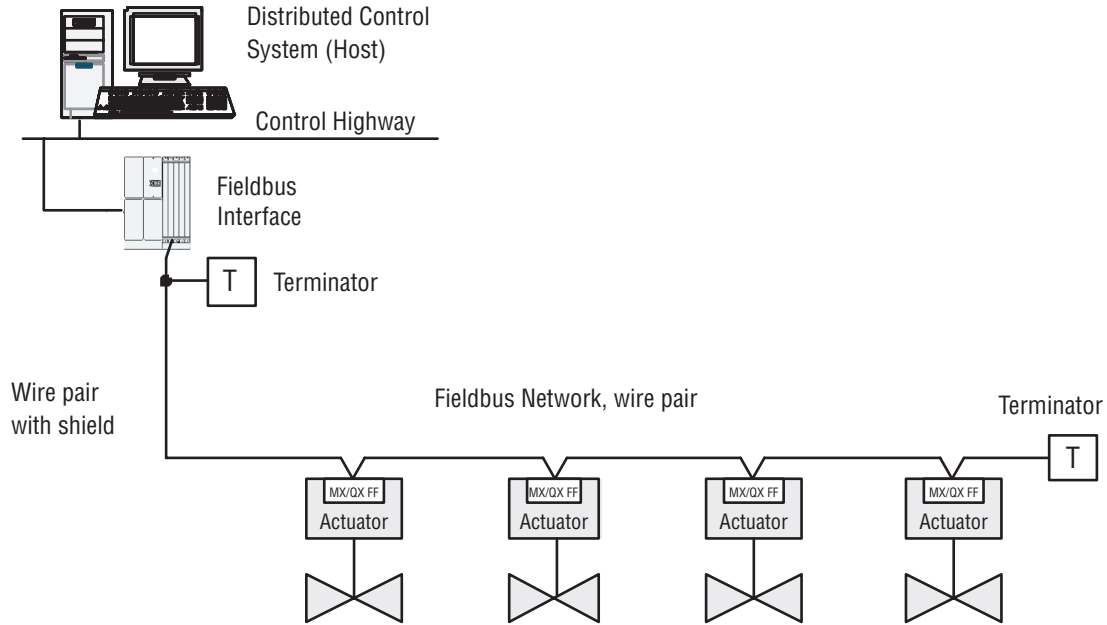 Distributed Control
System (Host)
Control Highway
Fieldbus
Interface
T
Terminator
Wire pair
with shield
Fieldbus Network, wire pair
Terminator
T
MX/QX FF
MX/QX FF
MX/QX FF
MX/QX FF
Actuator
Actuator
Actuator
Actuator